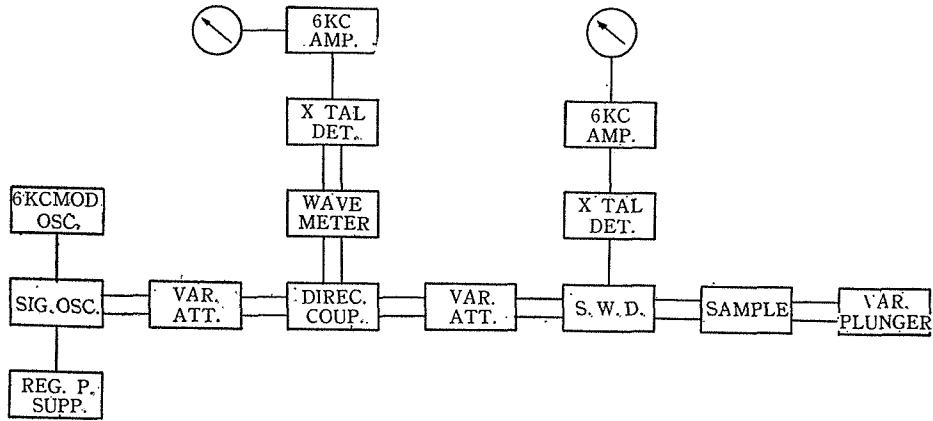 6KC
AMP.
X TAL
DET.
WAVE
METER
6KC
AMP.
X TAL
DET.
6KCMOD.
OSC.
SIG. OSC.
VAR.
ATT.
DIREC.
COUP.
VAR.
ATT.
S. W. D.
SAMPLE
VAR.
PLUNGER
REG. P.
SUPP.